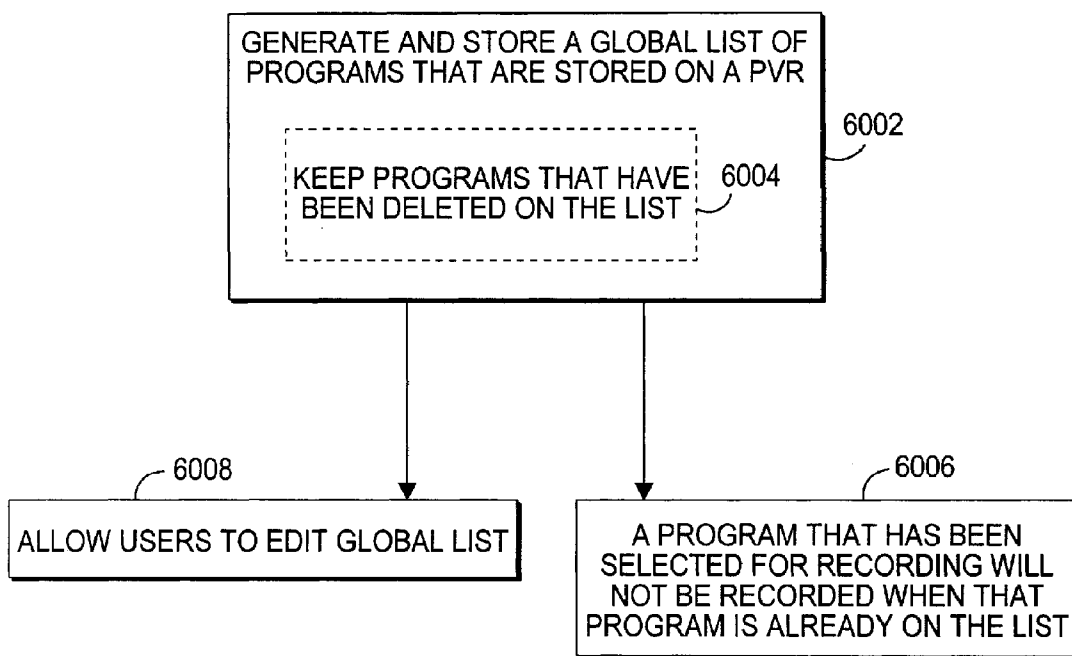 GENERATE AND STORE A GLOBAL LIST OF
PROGRAMS THAT ARE STORED ON A PVR
6002
KEEP PROGRAMS THAT HAVE
BEEN DELETED ON THE LIST
6004
6008
ALLOW USERS TO EDIT GLOBAL LIST
6006
A PROGRAM THAT HAS BEEN
SELECTED FOR RECORDING WILL
NOT BE RECORDED WHEN THAT
PROGRAM IS ALREADY ON THE LIST